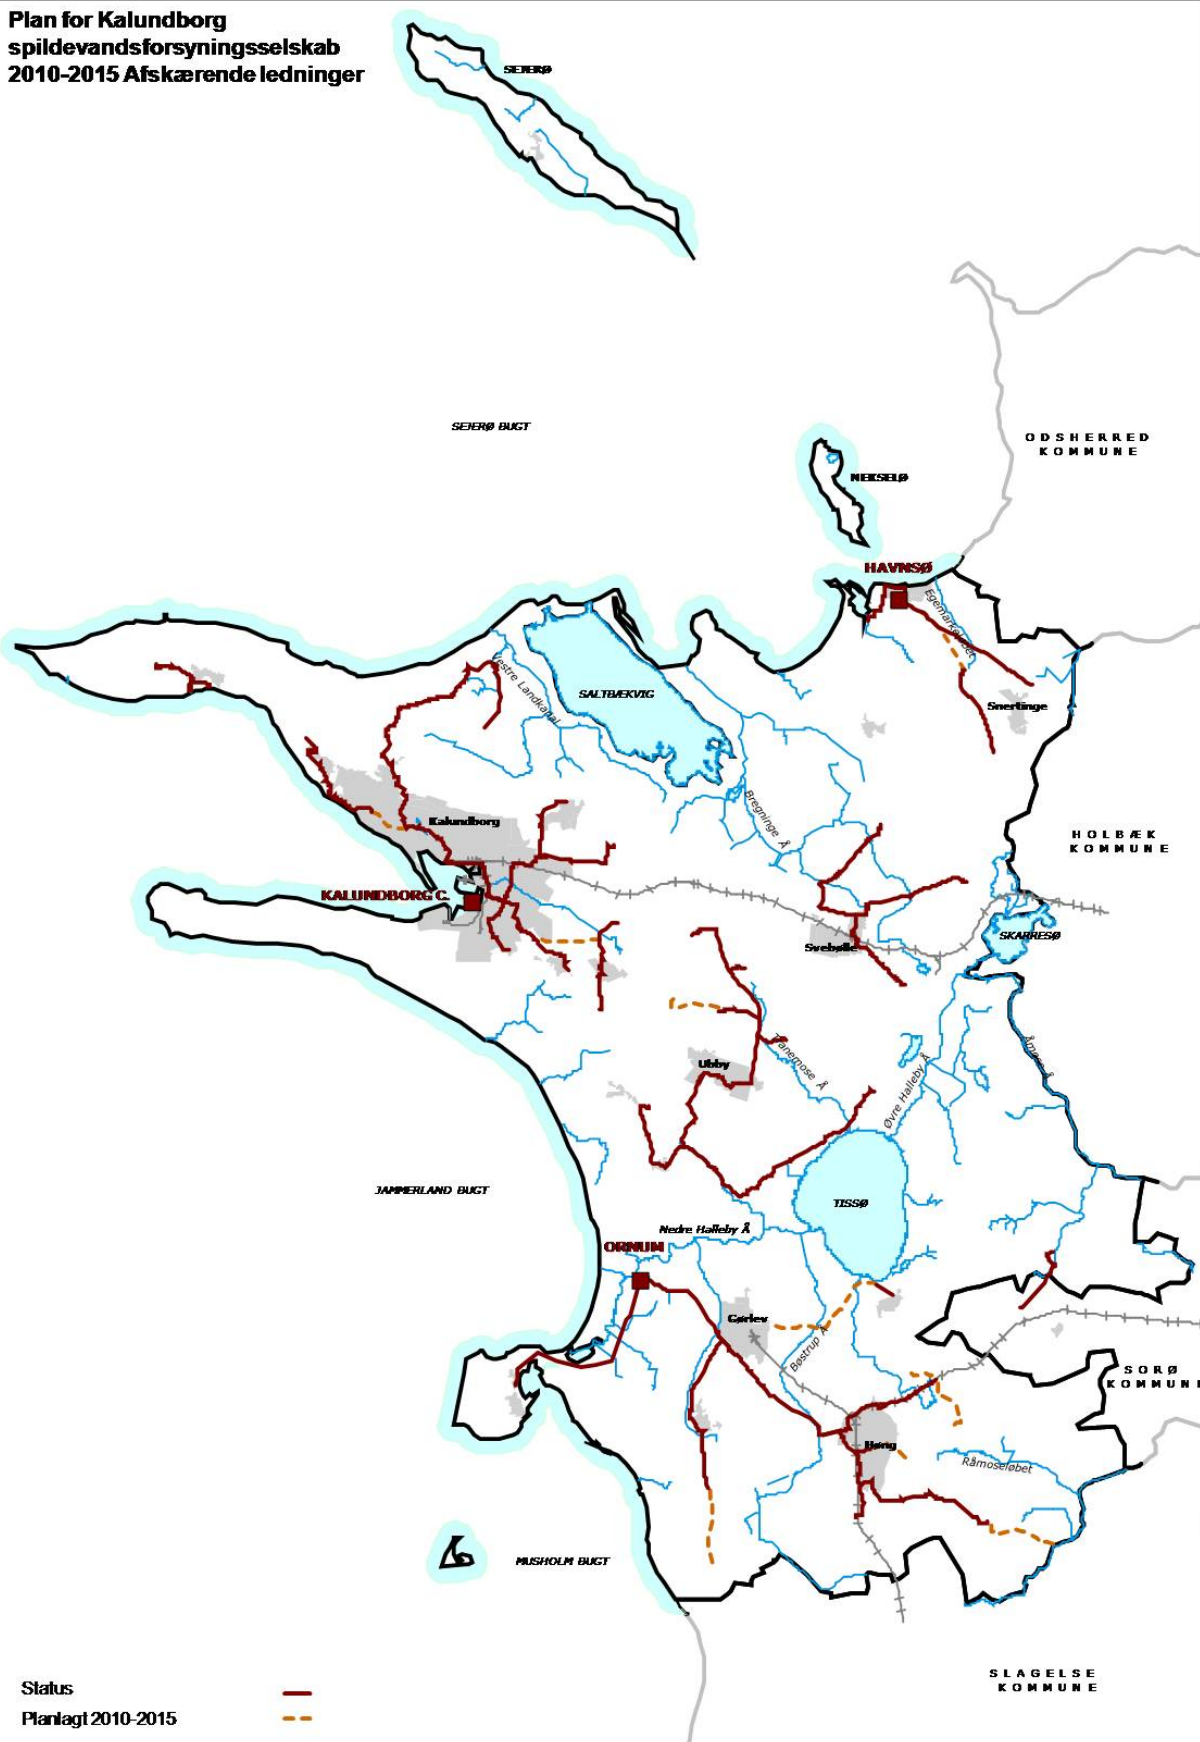 Plan for Kalundborg
spildevandsforsyningsselskab
2010-2015 Afskærende ledninger
SEJERØ
SEJERØ BUGT
ODSHERRED
KOMMUNE
NEKSELØ
HAVNSØ
Egemarkeløbet
Vestre Landkanal
SALTBÆKVIG
Snertinge
Kalundborg
Bregninge Å
HOLBÆK
KOMMUNE
KALUNDBORG C.
Svebølle
SKARRESØ
Ubby
Tranemose Å
Øvre Halleby Å
Åmose Å
JAMMERLAND BUGT
TISSØ
Nedre Halleby Å
ORNUM
Gørlev
Bøstrup Å
SORØ
KOMMUN
Høng
Råmoseløbet
MUSHOLM BUGT
SLAGELSE
KOMMUNE
Status
Planlagt 2010-2015